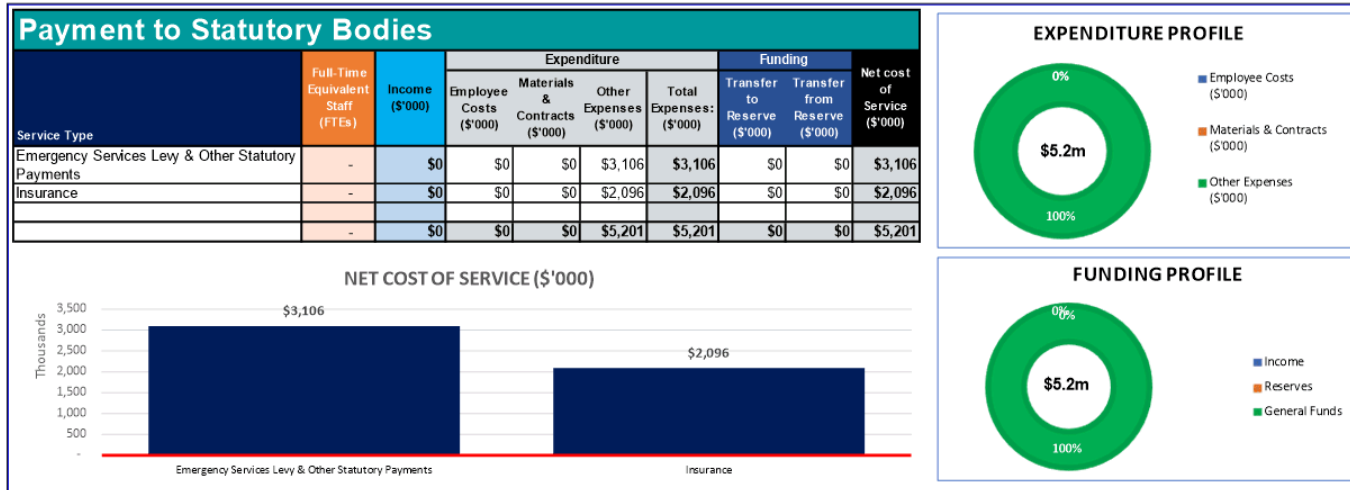 Payment to Statutory Bodies
Service Type
Full-Time
Equivalent
Staff
(FTEs)
Income
($'000)
Expenditure
Employee
Costs
($'000)
Materials
&
Contracts
($'000)
Other
Expenses
($'000)
Total
Expenses:
($'000)
Funding
Transfer
to
Reserve
($'000)
Transfer
from
Reserve
($'000)
Net cost
of
Service
($'000)
Emergency Services Levy & Other Statutory
Payments
- $0 $0 $0 $3,106 $3,106 $0 $0 $3,106
Insurance - $0 $0 $0 $2,096 $2,096 $0 $0 $2,096
- $0 $0 $0 $5,201 $5,201 $0 $0 $5,201
NET COST OF SERVICE ($'000)
Thousands
3,500
3,000
2,500
2,000
1,500
1,000
500
-
$3,106
$2,096
Emergency Services Levy & Other Statutory Payments
Insurance
EXPENDITURE PROFILE
0%
$5.2m
100%
Employee Costs
($'000)
Materials & Contracts
($'000)
Other Expenses
($'000)
FUNDING PROFILE
0%
0%
$5.2m
100%
Income
Reserves
General Funds